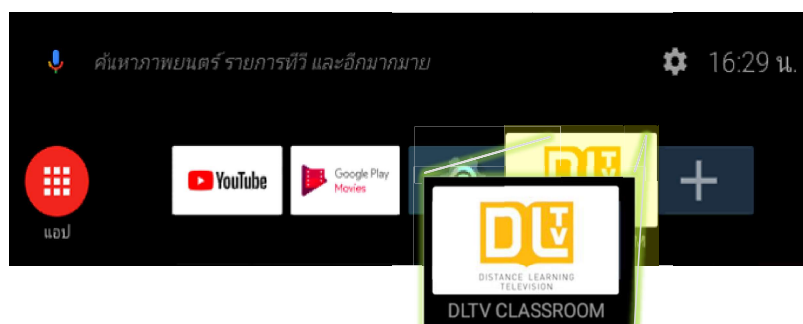 ค้นหาภาพยนตร์ รายการทีวี และอีกมากมาย
16:29 น.
YouTube
Google Play
Movies
DLTV
แอป
DLTV
DISTANCE LEARNING
TELEVISION
DLTV CLASSROOM